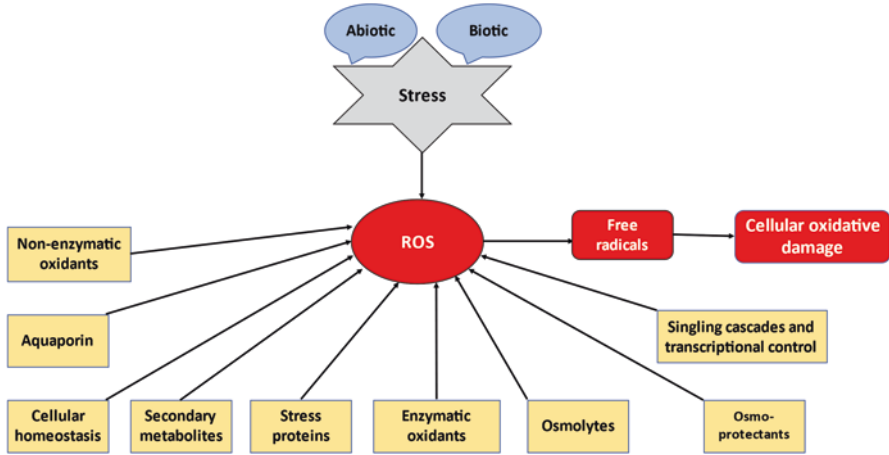 Abiotic
Biotic
Stress
ROS
Free
radicals
Cellular oxidative
damage
Non-enzymatic
oxidants
Aquaporin
Singling cascades and
transcriptional control
Cellular
homeostasis
Secondary
metabolites
Stress
proteins
Enzymatic
oxidants
Osmolytes
Osmo-
protectants